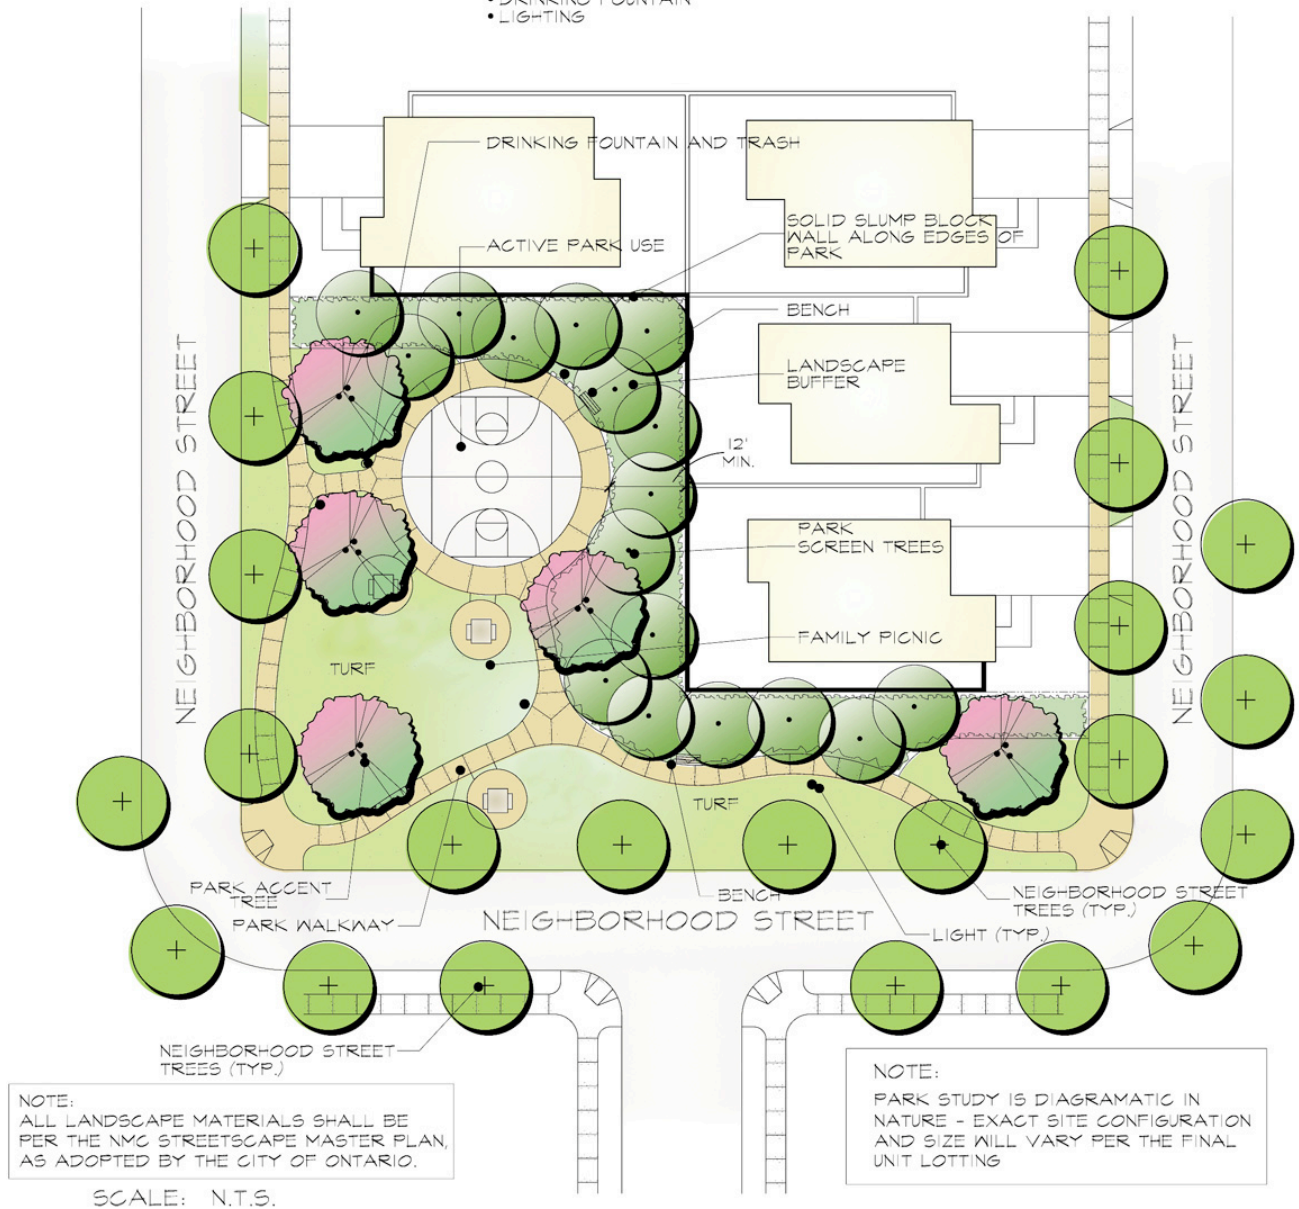 • DRINKING FOUNTAIN
• LIGHTING
DRINKING FOUNTAIN AND TRASH
SOLID SLUMP BLOCK
WALL ALONG EDGES OF
PARK
ACTIVE PARK USE
BENCH
LANDSCAPE
BUFFER
12'
MIN.
NEIGHBORHOOD STREET
NEIGHBORHOOD STREET
PARK
SCREEN TREES
FAMILY PICNIC
TURF
TURF
PARK ACCENT
TREE
PARK WALKWAY
BENCH
NEIGHBORHOOD STREET
NEIGHBORHOOD STREET
TREES (TYP.)
LIGHT (TYP.)
NEIGHBORHOOD STREET
TREES (TYP.)
NOTE:
ALL LANDSCAPE MATERIALS SHALL BE
PER THE NMC STREETSCAPE MASTER PLAN,
AS ADOPTED BY THE CITY OF ONTARIO.
NOTE:
PARK STUDY IS DIAGRAMATIC IN
NATURE - EXACT SITE CONFIGURATION
AND SIZE WILL VARY PER THE FINAL
UNIT LOTTING
SCALE: N.T.S.